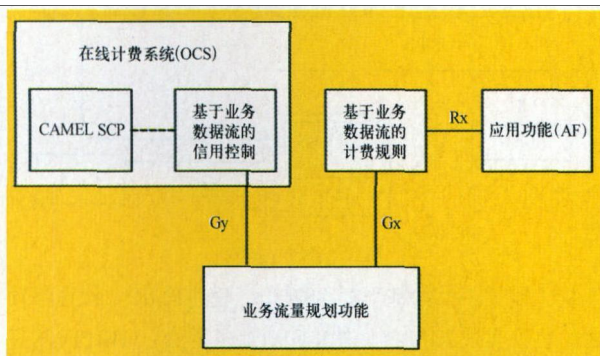 在线计费系统(OCS)
CAMEL SCP
基于业务
数据流的
信用控制
基于业务
数据流的
计费规则
Rx
应用功能(AF)
Gy
Gx
业务流量规划功能